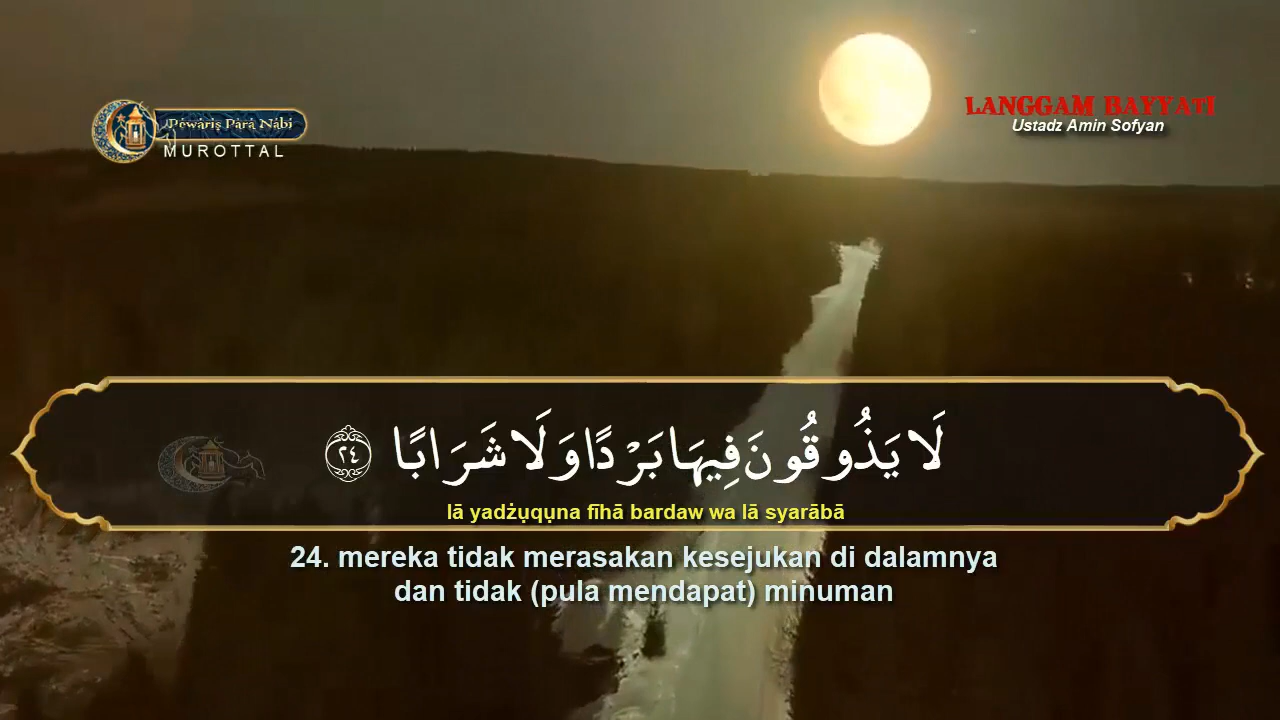 Pewaris Para Nabi
MUROTTAL
LANGGAM BAYYATI
Ustadz Amin Sofyan
لَا يَذُوقُونَ فِيهَا بَرْدًا وَلَا شَرَابًا ٢٤
lā yadżụqụna fīhā bardaw wa lā syarābā
24. mereka tidak merasakan kesejukan di dalamnya
dan tidak (pula mendapat) minuman